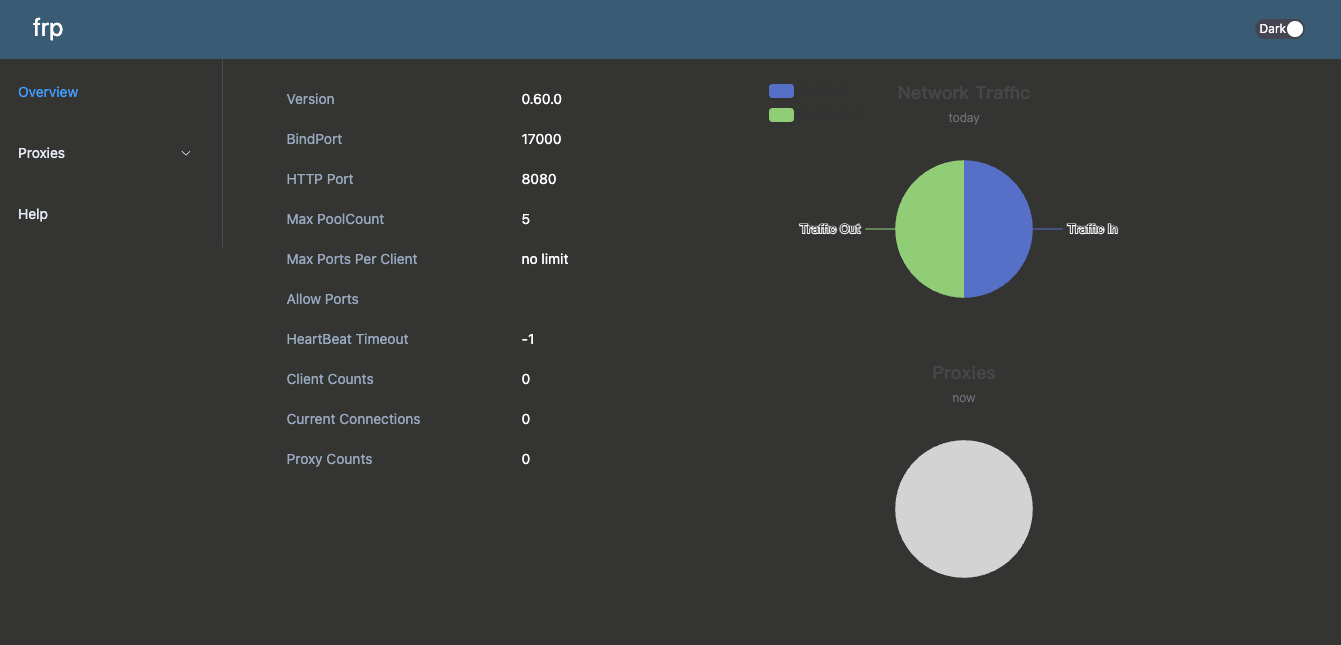 frp
Dark
Overview
Proxies
Help
Version 0.60.0
BindPort 17000
HTTP Port 8080
Max PoolCount 5
Max Ports Per Client no limit
Allow Ports
HeartBeat Timeout -1
Client Counts 0
Current Connections 0
Proxy Counts 0
Network Traffic
today
Traffic Out
Traffic In
Proxies
now